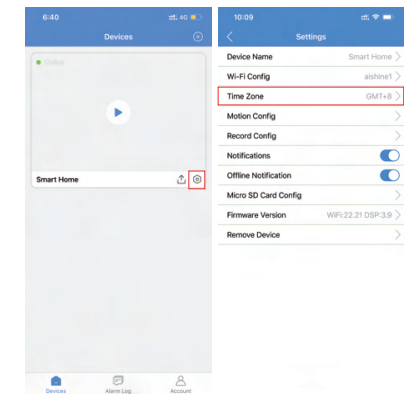 6:40
4G
Devices
Online
Smart Home
Devices
Alarm Log
Account
10:09
Settings
Device Name
Smart Home
Wi-Fi Config
aishine1
Time Zone
GMT+8
Motion Config
Record Config
Notifications
Offline Notification
Micro SD Card Config
Firmware Version
WiFi:22.21 DSP:3.9
Remove Device